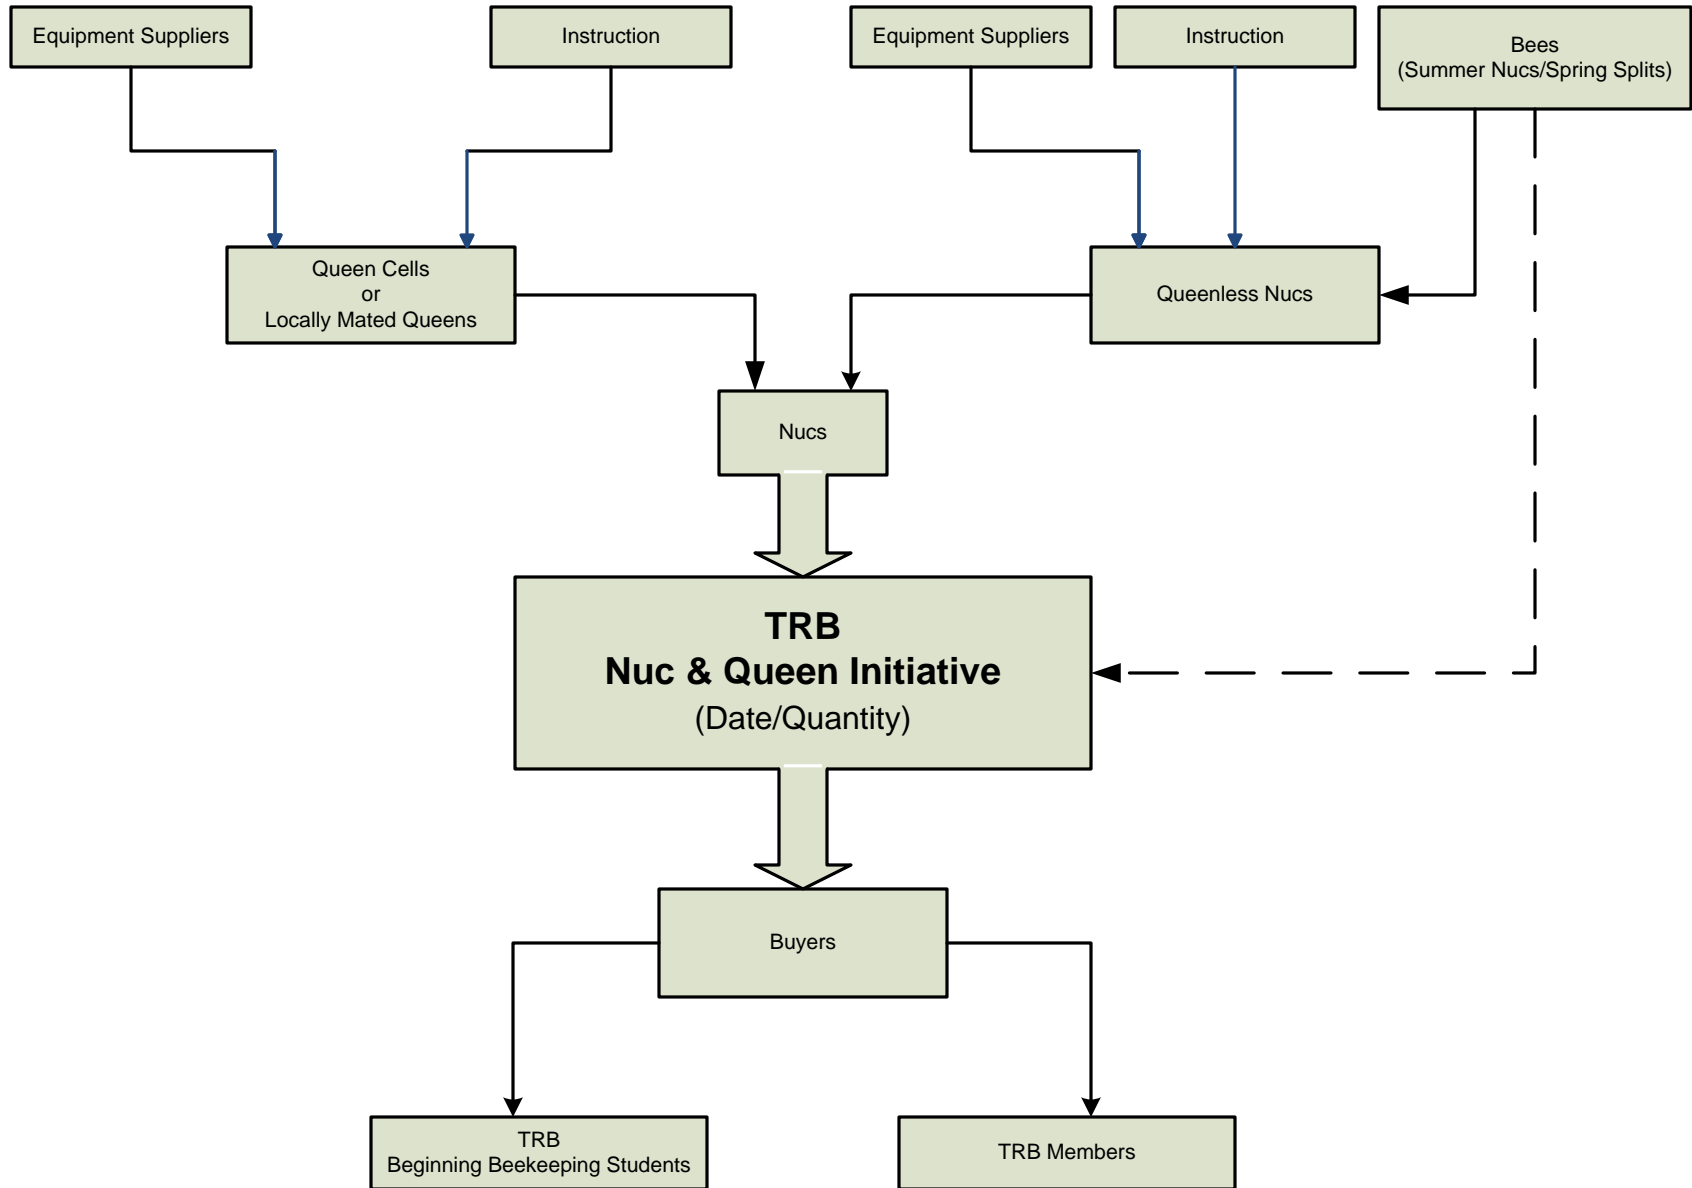 Equipment Suppliers
Instruction
Equipment Suppliers
Instruction
Bees
(Summer Nucs/Spring Splits)
Queen Cells
or
Locally Mated Queens
Queenless Nucs
Nucs
TRB
Nuc & Queen Initiative
(Date/Quantity)
Buyers
TRB
Beginning Beekeeping Students
TRB Members